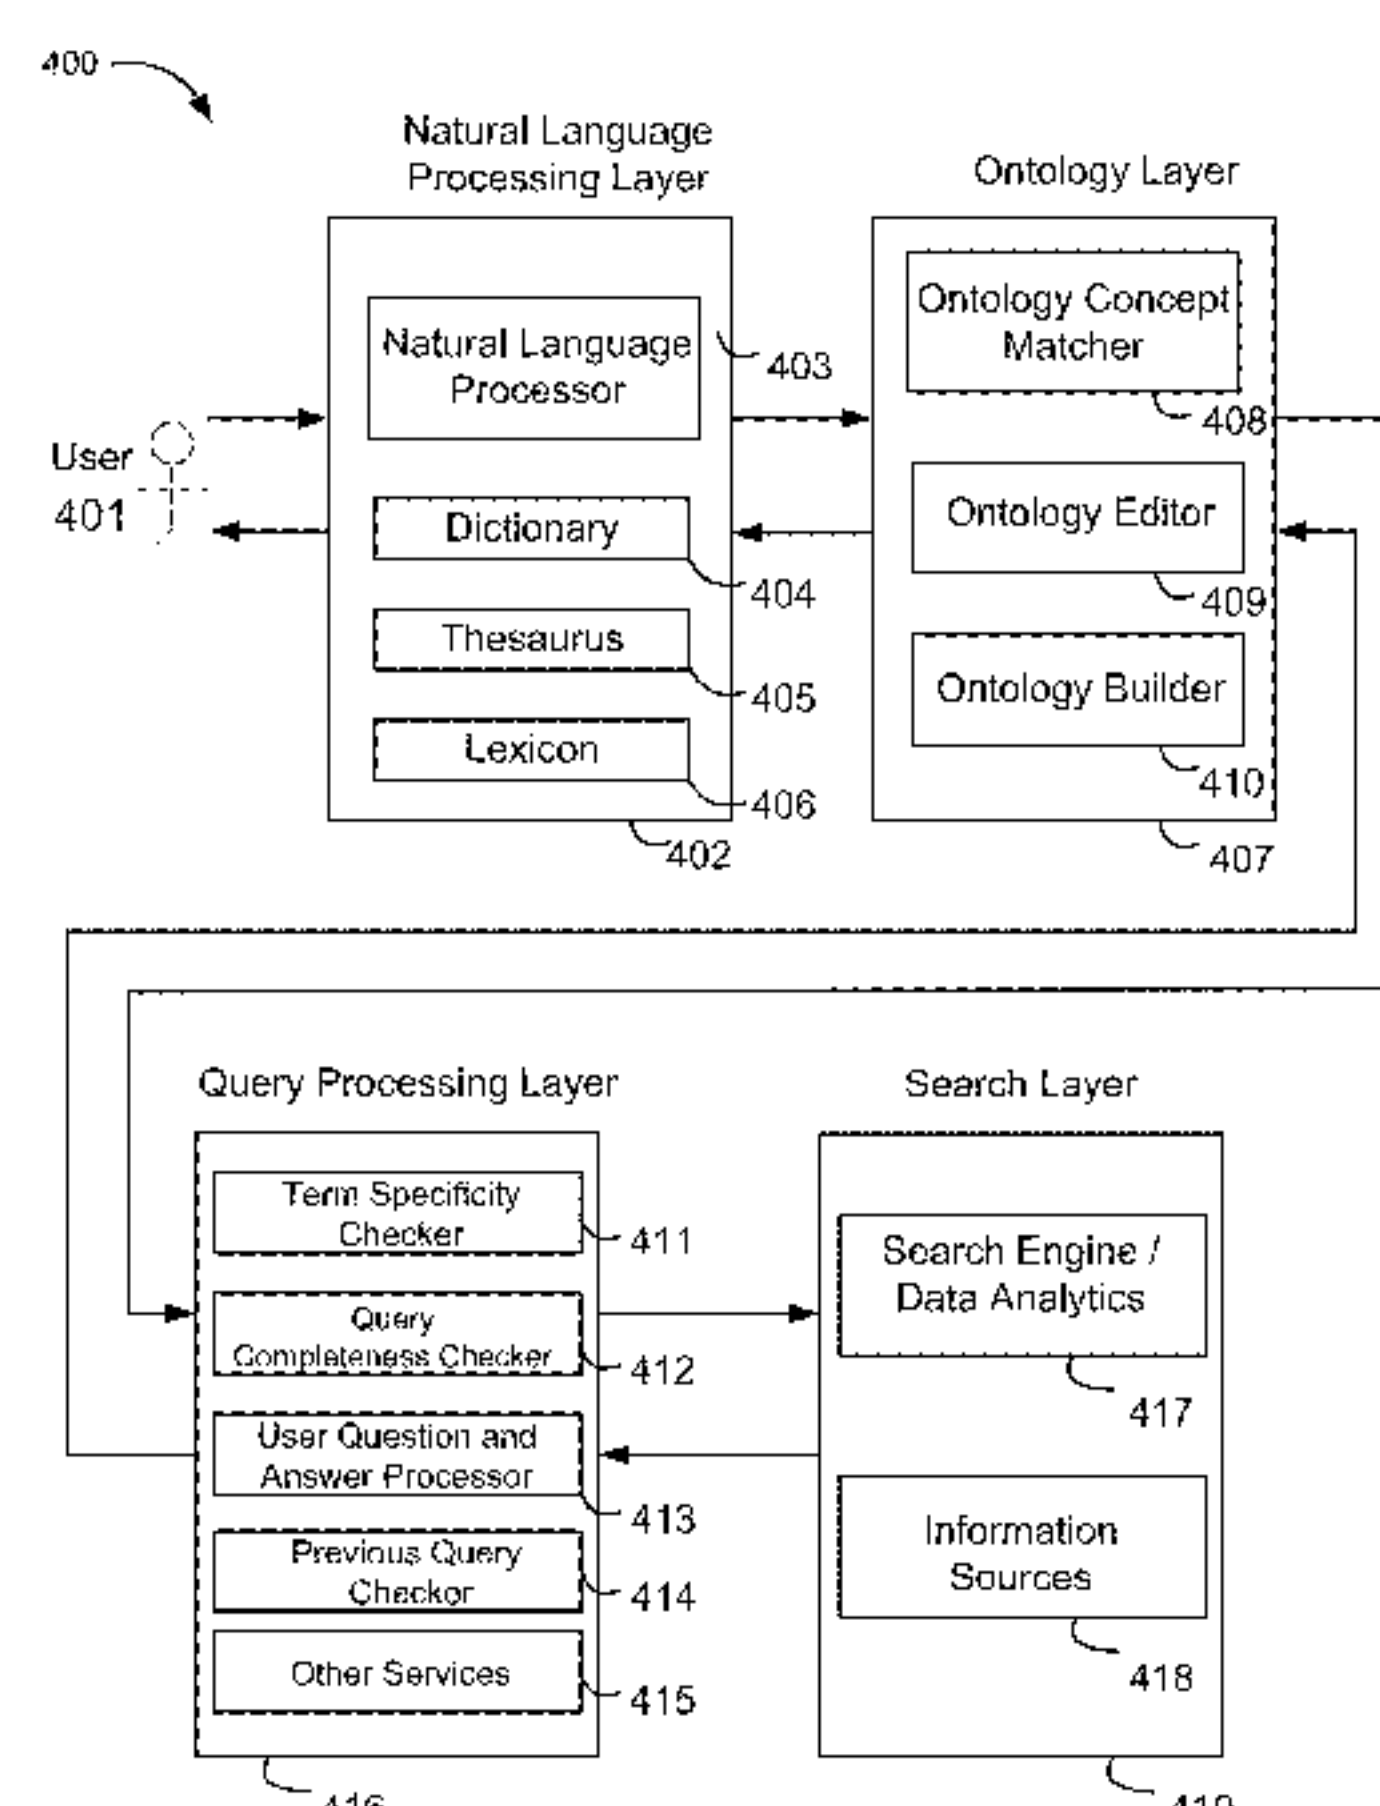 400
Natural Language
Processing Layer
Ontology Layer
Natural Language
Processor
403
Ontology Concept
Matcher
408
User
401
Dictionary
404
Ontology Editor
409
Thesaurus
405
Ontology Builder
410
Lexicon
406
402
407
Query Processing Layer
Search Layer
Term Specificity
Checker
411
Search Engine /
Data Analytics
417
Query
Completeness Checker
412
User Question and
Answer Processor
413
Information
Sources
418
Previous Query
Checker
414
Other Services
415
416
419